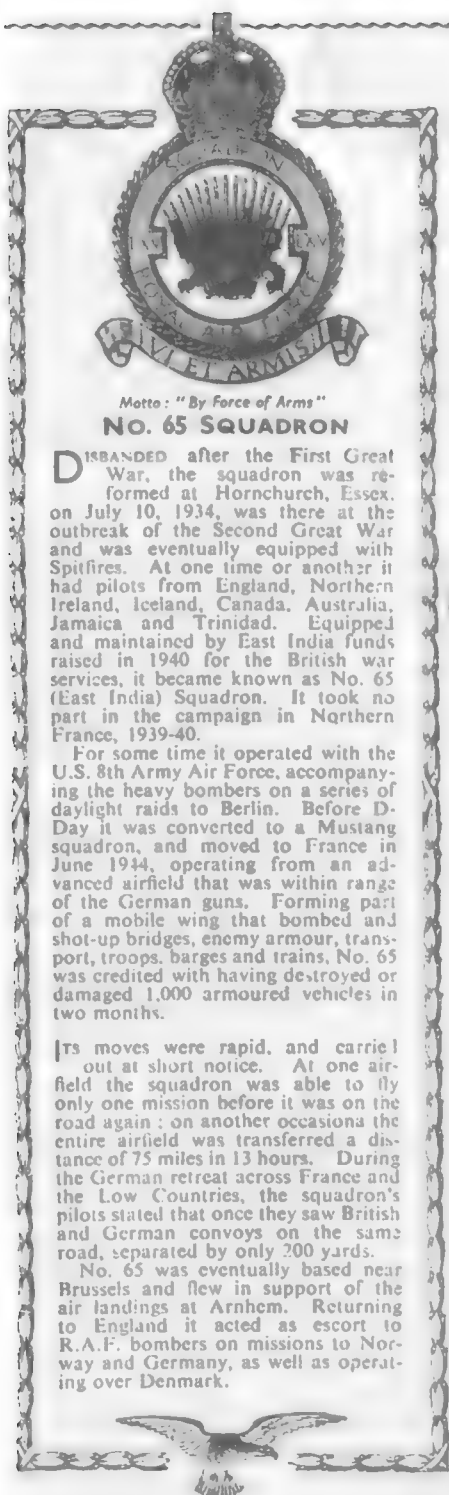 SQUADRON
LXV LXV
ROYAL AIR FORCE
VI ET ARMIS
Motto: "By Force of Arms"
No. 65 SQUADRON
DISBANDED after the First Great
War, the squadron was re-
formed at Hornchurch, Essex,
on July 10, 1934, was there at the
outbreak of the Second Great War
and was eventually equipped with
Spitfires. At one time or another it
had pilots from England, Northern
Ireland, Iceland, Canada, Australia,
Jamaica and Trinidad. Equipped
and maintained by East India funds
raised in 1940 for the British war
services, it became known as No. 65
(East India) Squadron. It took no
part in the campaign in Northern
France, 1939-40.
For some time it operated with the
U.S. 8th Army Air Force, accompany-
ing the heavy bombers on a series of
daylight raids to Berlin. Before D-
Day it was converted to a Mustang
squadron, and moved to France in
June 1944, operating from an ad-
vanced airfield that was within range
of the German guns. Forming part
of a mobile wing that bombed and
shot-up bridges, enemy armour, trans-
port, troops, barges and trains, No. 65
was credited with having destroyed or
damaged 1,000 armoured vehicles in
two months.
ITS moves were rapid, and carried
out at short notice. At one air-
field the squadron was able to fly
only one mission before it was on the
road again : on another occasiona the
entire airfield was transferred a dis-
tance of 75 miles in 13 hours. During
the German retreat across France and
the Low Countries, the squadron's
pilots stated that once they saw British
and German convoys on the same
road, separated by only 200 yards.
No. 65 was eventually based near
Brussels and flew in support of the
air landings at Arnhem. Returning
to England it acted as escort to
R.A.F. bombers on missions to Nor-
way and Germany, as well as operat-
ing over Denmark.